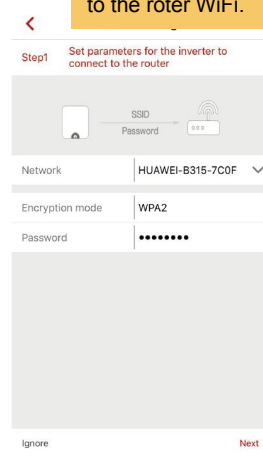 to the roter WiFi.
Step1 Set parameters for the inverter to
connect to the router
SSID
Password
Network HUAWEI-B315-7C0F
Encryption mode WPA2
Password ••••••••
Ignore Next